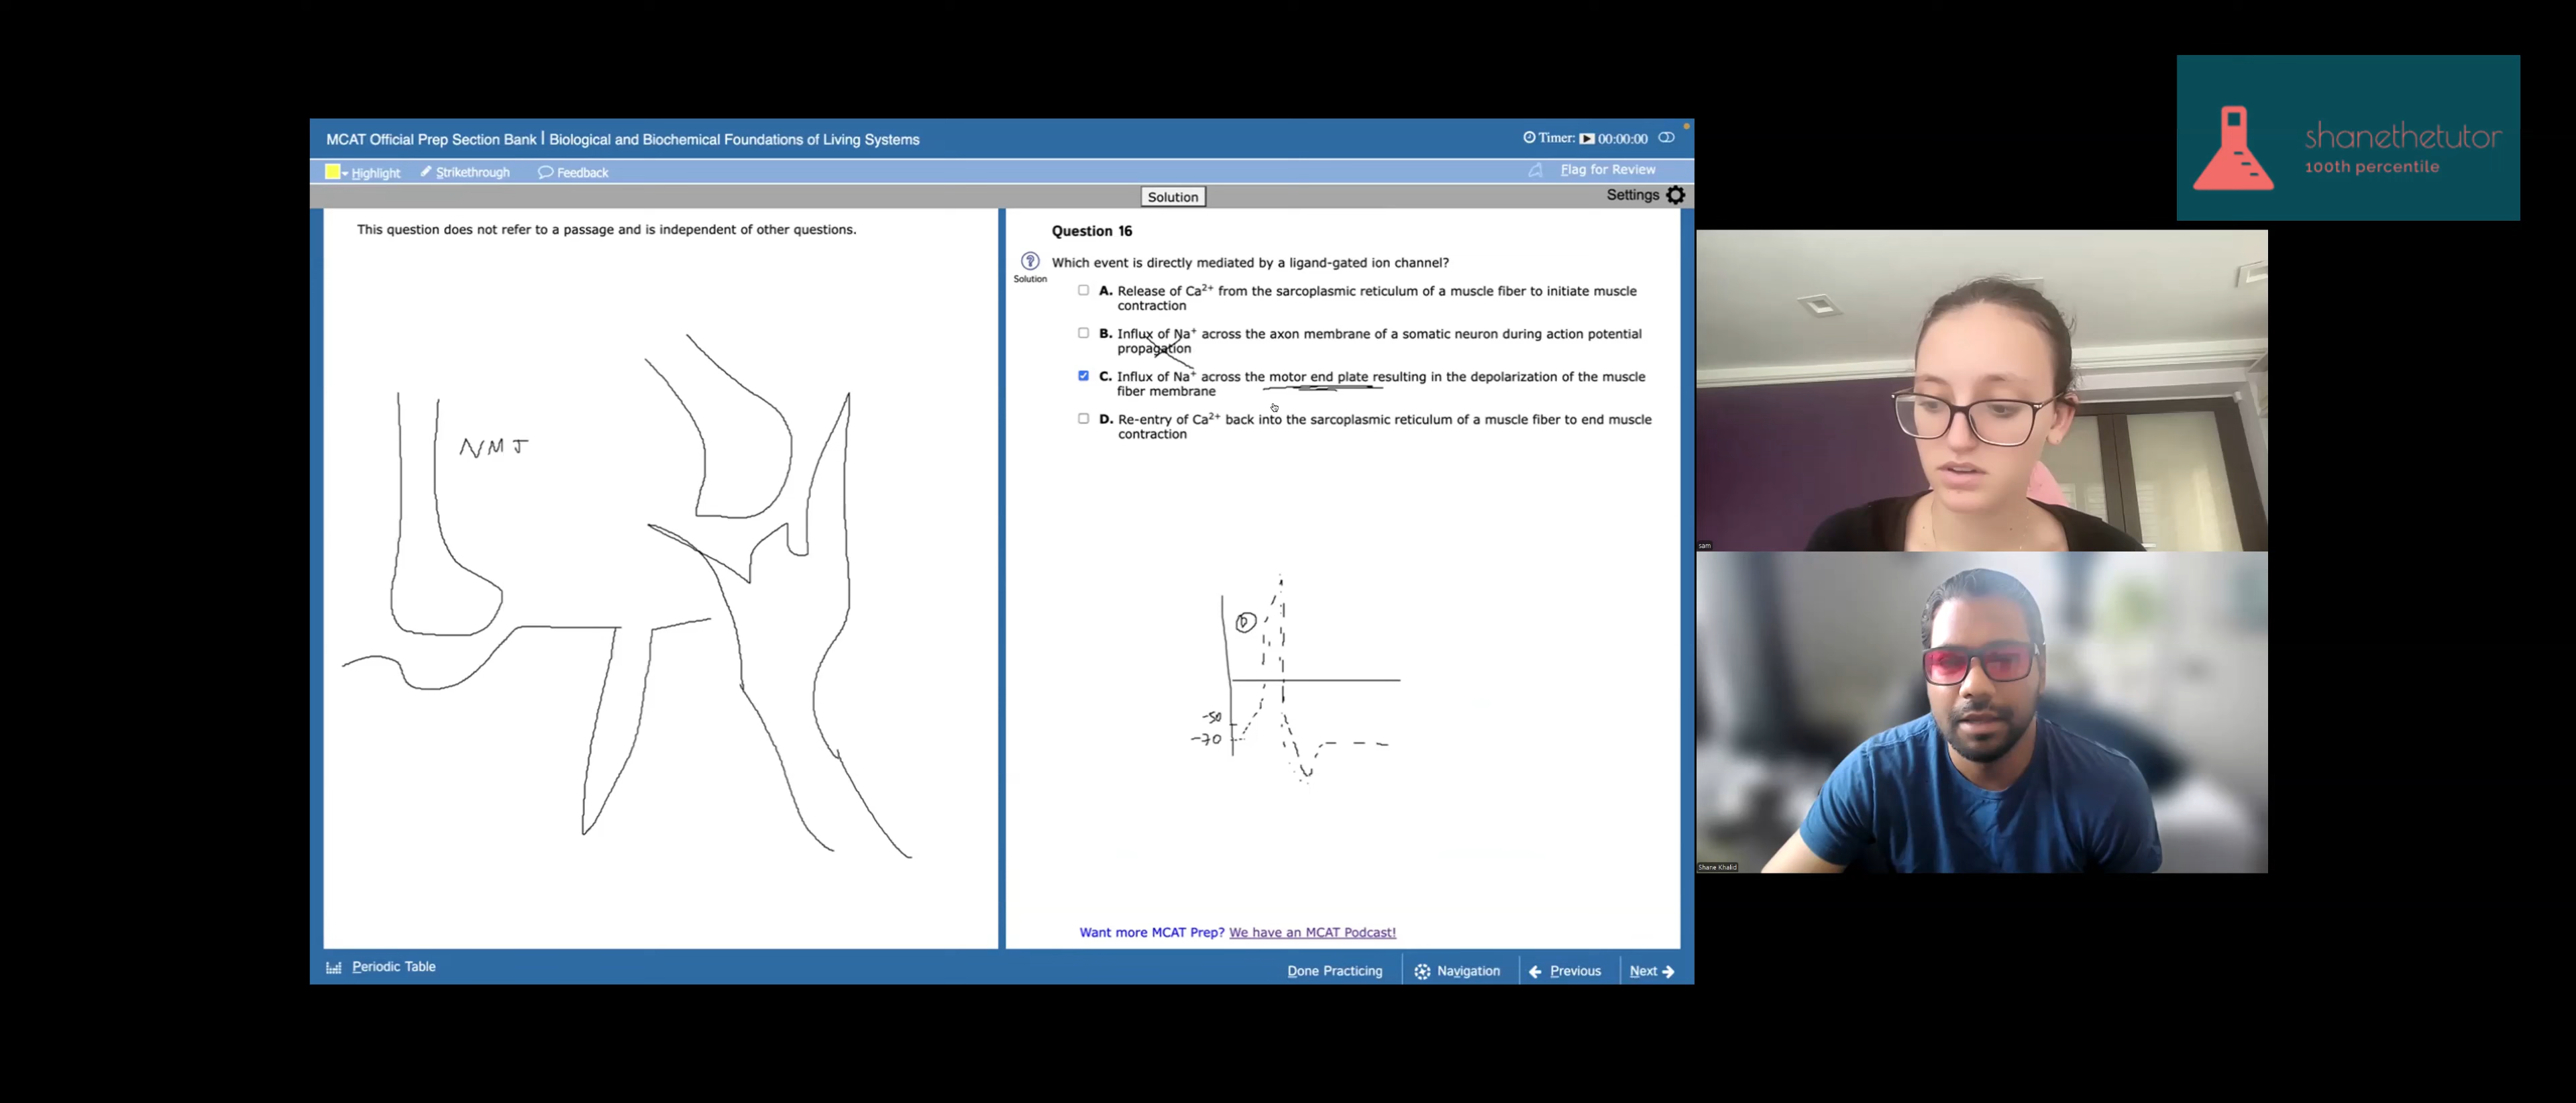 shanethetutor
100th percentile
MCAT Official Prep Section Bank | Biological and Biochemical Foundations of Living Systems
Timer: 00:00:00
Highlight
Strikethrough
Feedback
Flag for Review
Solution
Settings
This question does not refer to a passage and is independent of other questions.
NMJ
Question 16
Solution
Which event is directly mediated by a ligand-gated ion channel?
A. Release of Ca²⁺ from the sarcoplasmic reticulum of a muscle fiber to initiate muscle
contraction
B. Influx of Na⁺ across the axon membrane of a somatic neuron during action potential
propagation
C. Influx of Na⁺ across the motor end plate resulting in the depolarization of the muscle
fiber membrane
D. Re-entry of Ca²⁺ back into the sarcoplasmic reticulum of a muscle fiber to end muscle
contraction
-50
-70
Want more MCAT Prep? We have an MCAT Podcast!
Periodic Table
Done Practicing
Navigation
Previous
Next
sam
Shane Khalid